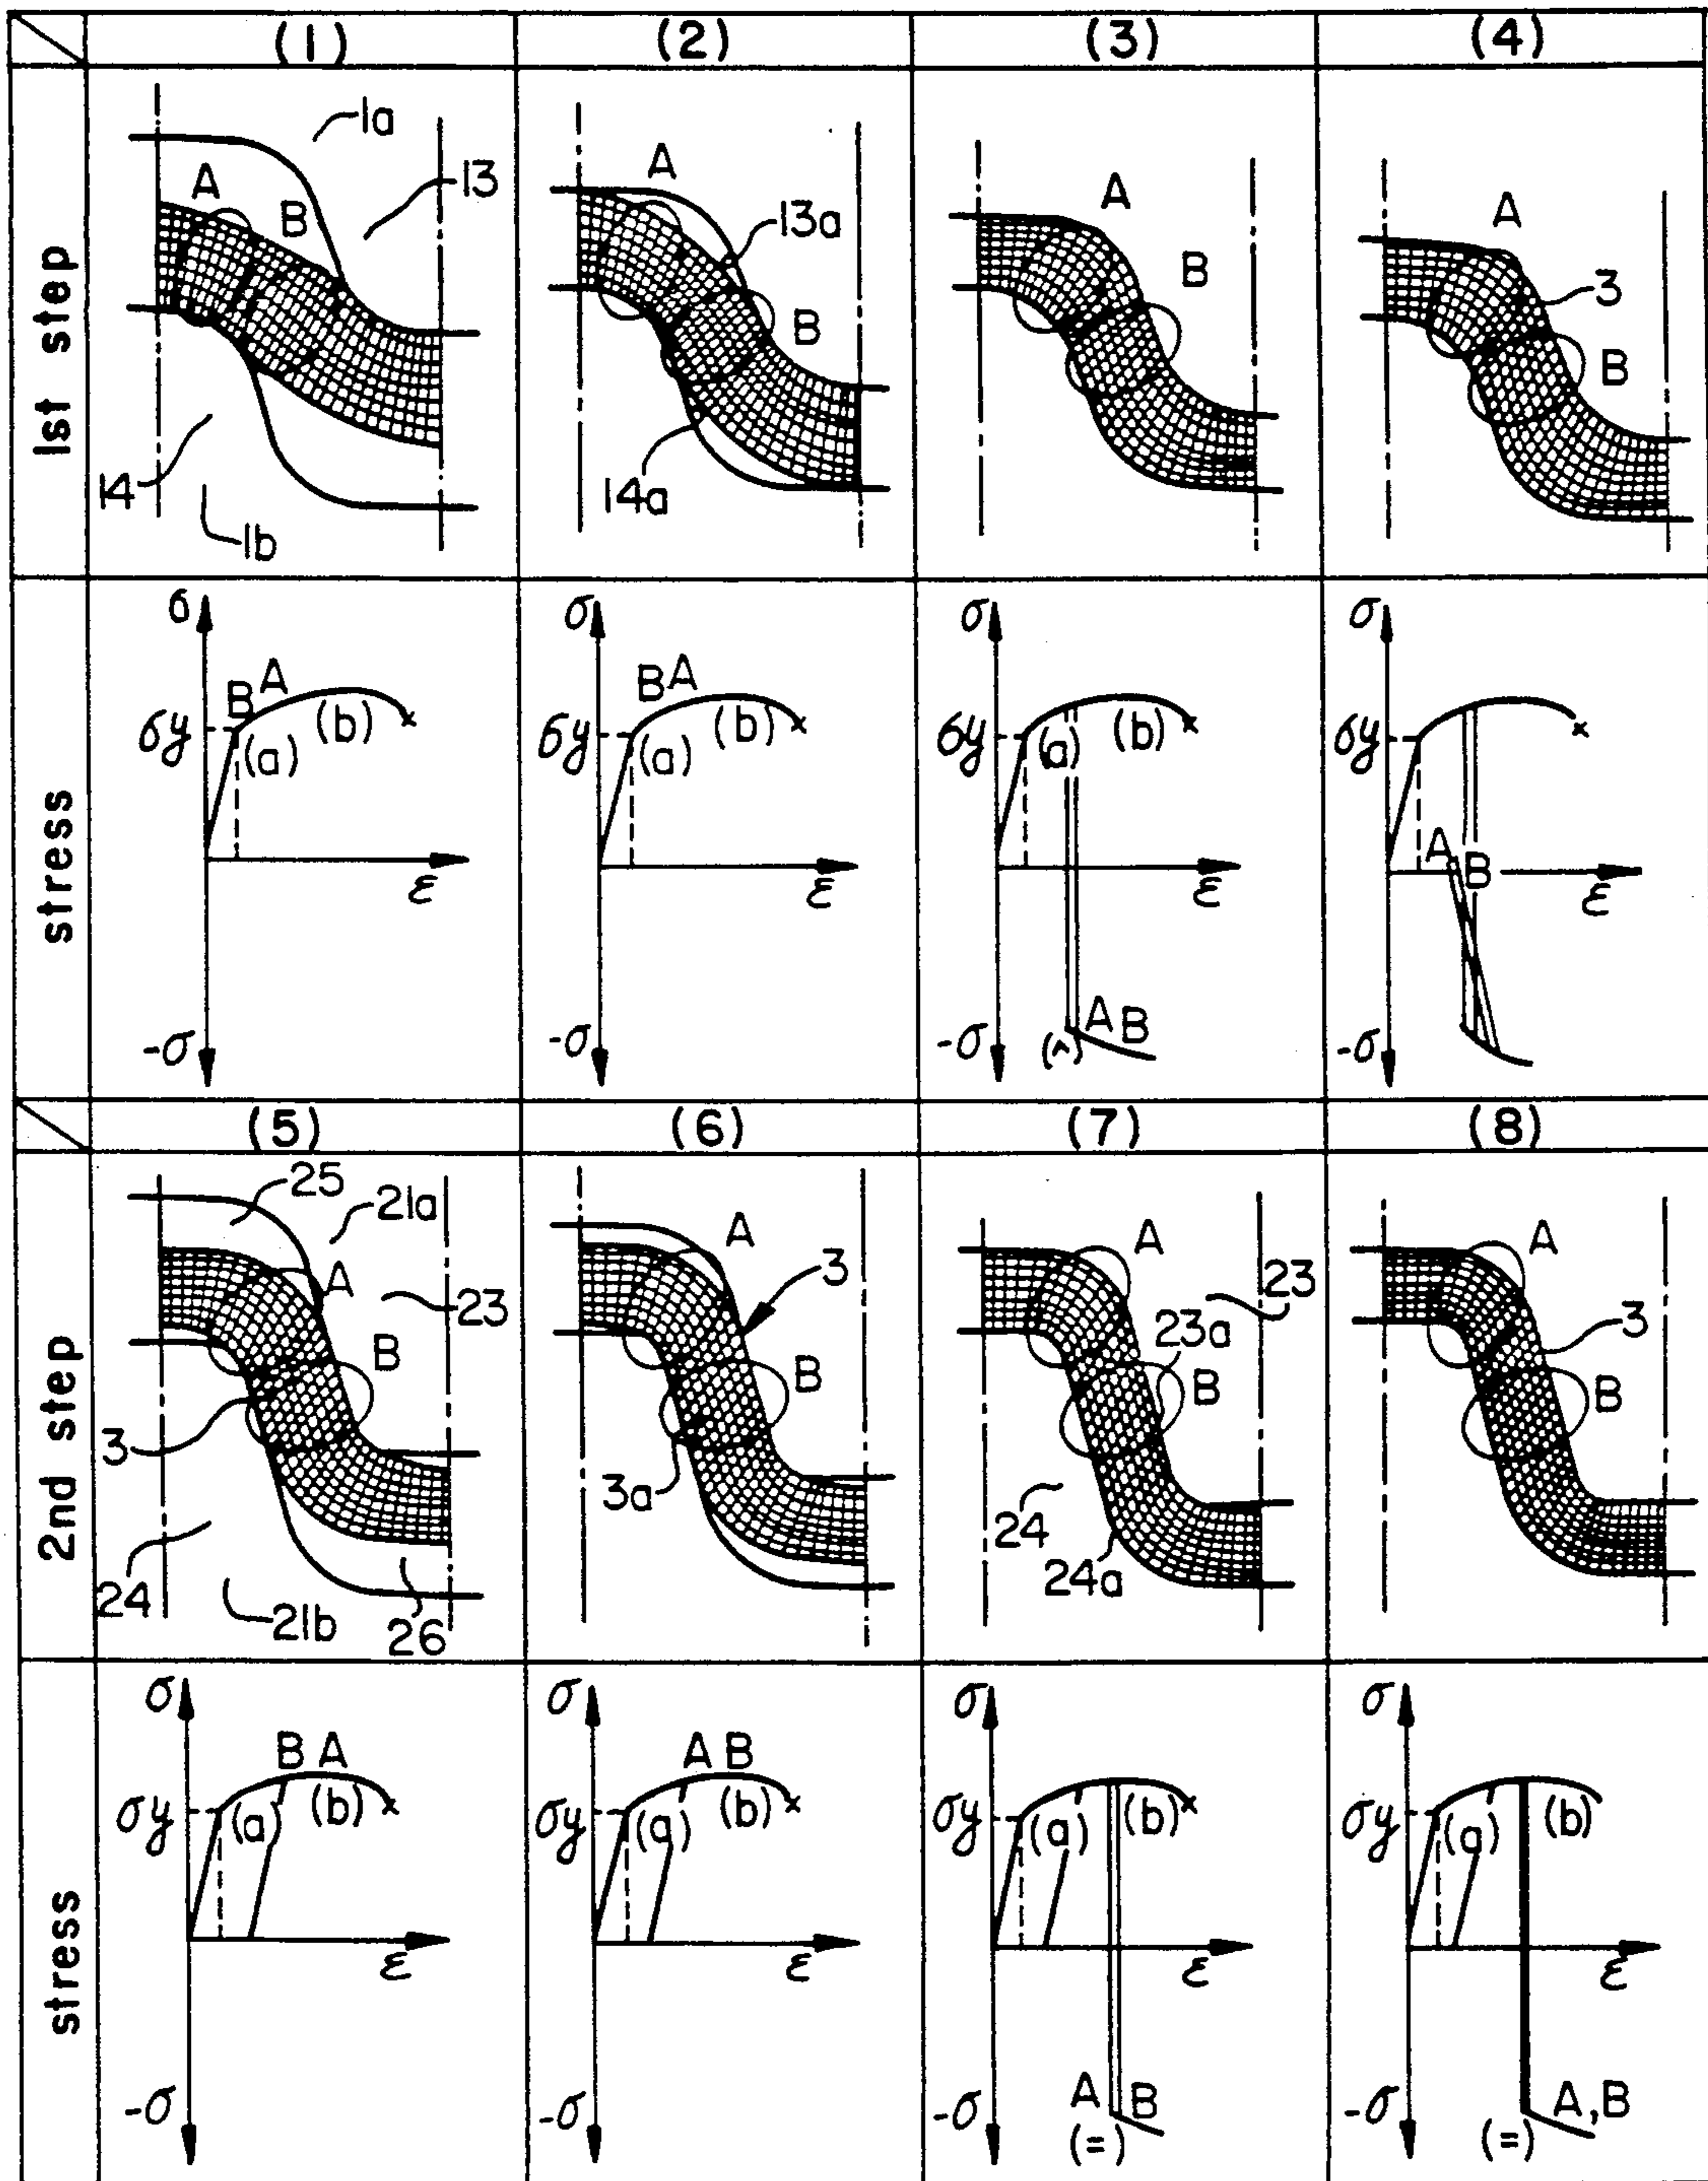 (1) (2) (3) (4)
1st step
1a
A
B
13
14
1b
A
13a
B
14a
A
B
A
3
B
stress
σ
B A
σy
(a)
(b)
x
ε
-σ
σ
B A
σy
(a)
(b)
x
ε
-σ
σ
σy
(a)
(b)
x
ε
A B
-σ
σ
σy
x
A
B
ε
-σ
(5) (6) (7) (8)
2nd step
25
21a
A
23
B
3
24
21b
26
A
3
B
3a
A
23
23a
B
24
24a
A
3
B
stress
σ
B A
σy
(a)
(b)
x
ε
-σ
σ
A B
σy
(a)
(b)
x
ε
-σ
σ
σy
(a)
(b)
x
ε
A
B
-σ
(=)
σ
σy
(a)
(b)
ε
-σ
A,B
(=)